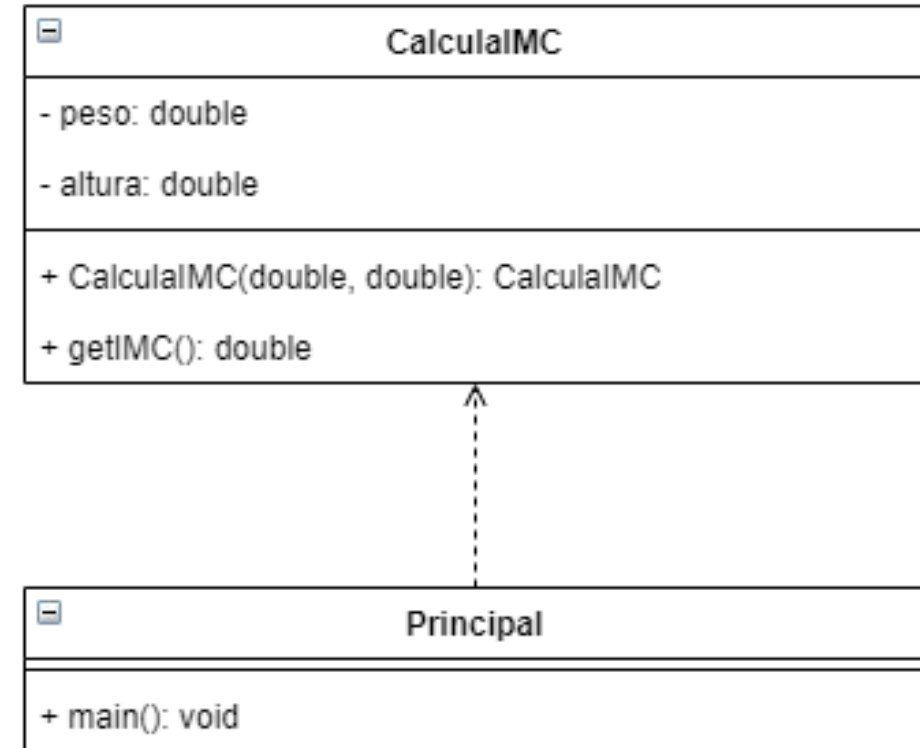 CalculaIMC
- peso: double
- altura: double
+ CalculaIMC(double, double): CalculaIMC
+ getIMC(): double
Principal
+ main(): void